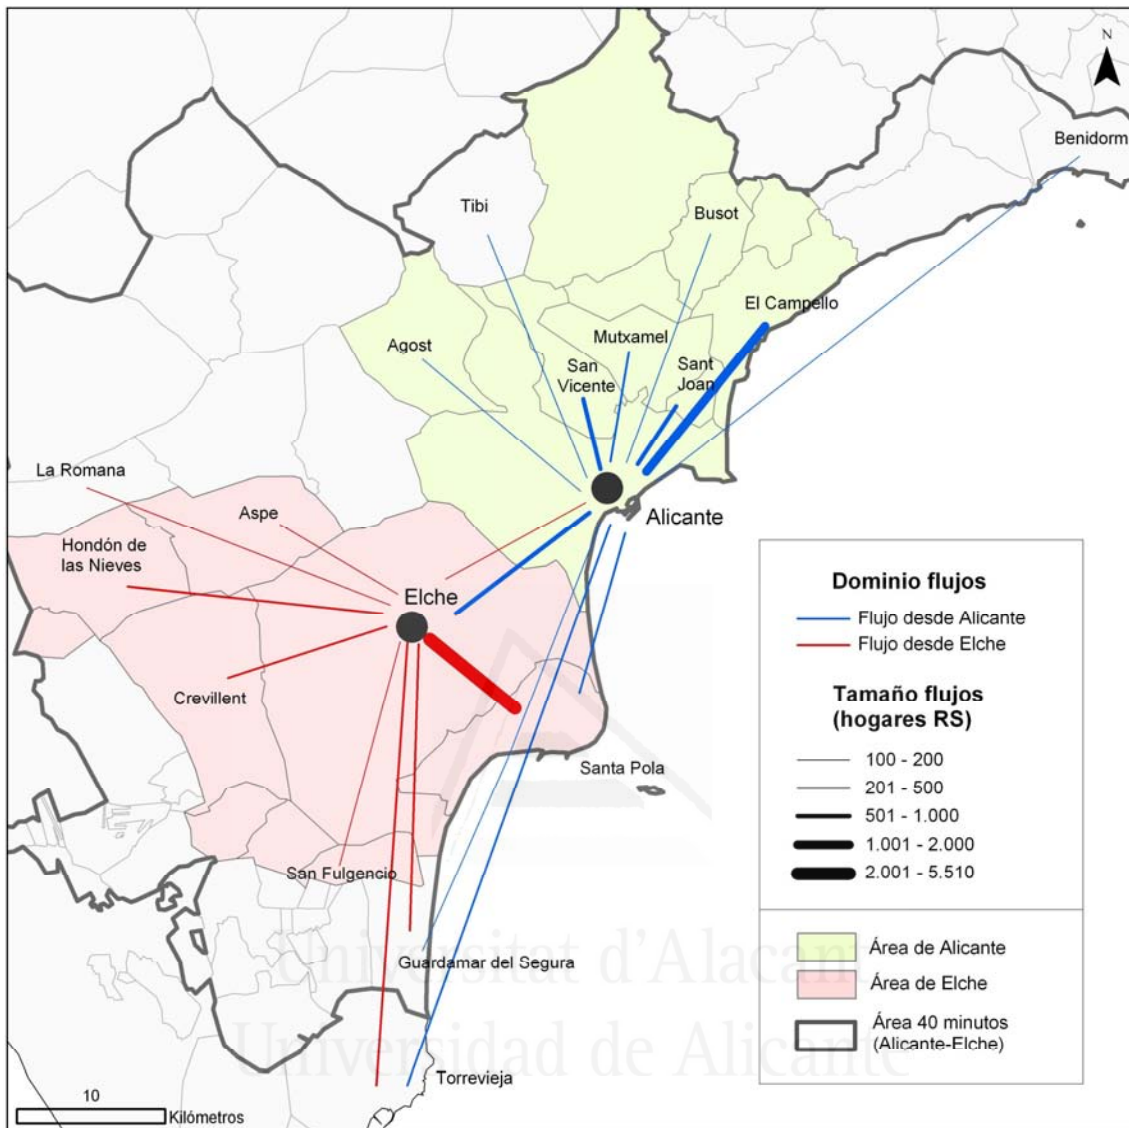 N
Benidorm
Tibi
Busot
El Campello
Mutxamel
Agost
San
Vicente
Sant
Joan
La Romana
Aspe
Alicante
Hondón de
las Nieves
Elche
Crevillent
Santa Pola
San Fulgencio
Guardamar del Segura
Torrevieja
10
Kilómetros
Dominio flujos
Flujo desde Alicante
Flujo desde Elche
Tamaño flujos
(hogares RS)
100 - 200
201 - 500
501 - 1.000
1.001 - 2.000
2.001 - 5.510
Área de Alicante
Área de Elche
Área 40 minutos
(Alicante-Elche)
Universitat d'Alacant
Universidad de Alicante